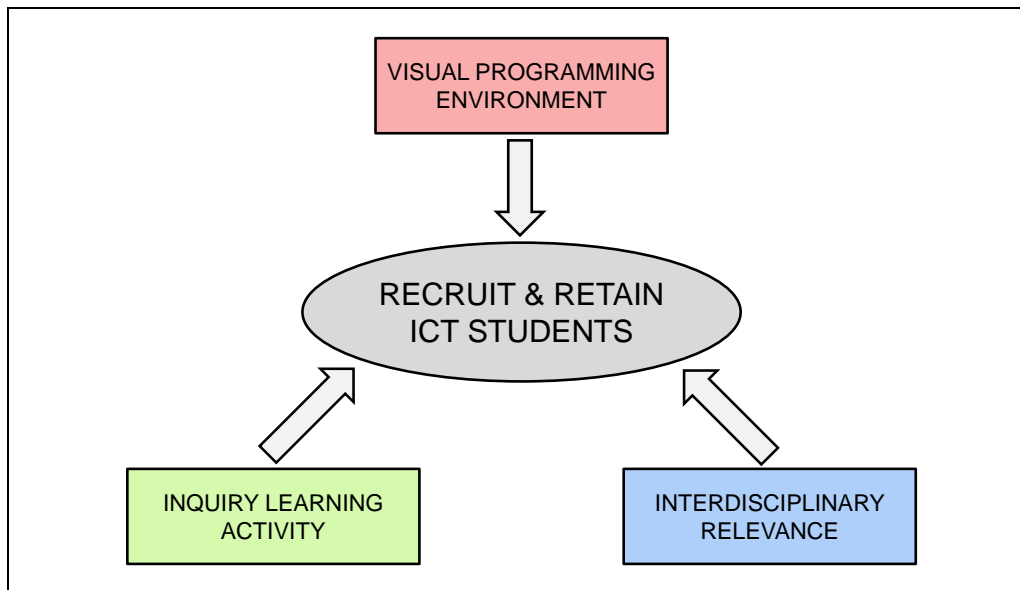 VISUAL PROGRAMMING
ENVIRONMENT
RECRUIT & RETAIN
ICT STUDENTS
INQUIRY LEARNING
ACTIVITY
INTERDISCIPLINARY
RELEVANCE